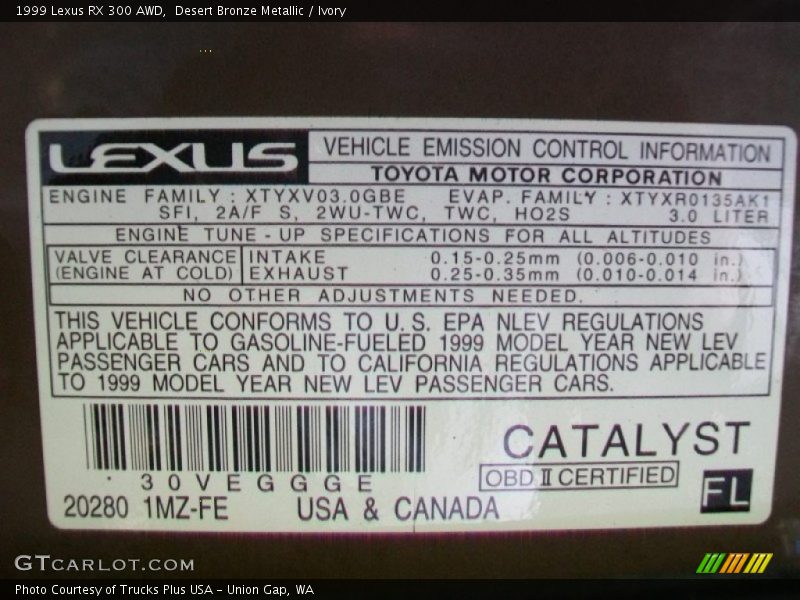 1999 Lexus RX 300 AWD, Desert Bronze Metallic / Ivory
LEXUS
VEHICLE EMISSION CONTROL INFORMATION
TOYOTA MOTOR CORPORATION
ENGINE FAMILY : XTYXV03.0GBE EVAP. FAMILY : XTYXR0135AK1
SFI, 2A/F S, 2WU-TWC, TWC, HO2S 3.0 LITER
ENGINE TUNE-UP SPECIFICATIONS FOR ALL ALTITUDES
VALVE CLEARANCE INTAKE 0.15-0.25mm (0.006-0.010 in.)
(ENGINE AT COLD) EXHAUST 0.25-0.35mm (0.010-0.014 in.)
NO OTHER ADJUSTMENTS NEEDED.
THIS VEHICLE CONFORMS TO U.S. EPA NLEV REGULATIONS
APPLICABLE TO GASOLINE-FUELED 1999 MODEL YEAR NEW LEV
PASSENGER CARS AND TO CALIFORNIA REGULATIONS APPLICABLE
TO 1999 MODEL YEAR NEW LEV PASSENGER CARS.
CATALYST
30VEGGGE
OBD II CERTIFIED
FL
20280 1MZ-FE USA & CANADA
GTCARLOT.COM
Photo Courtesy of Trucks Plus USA - Union Gap, WA